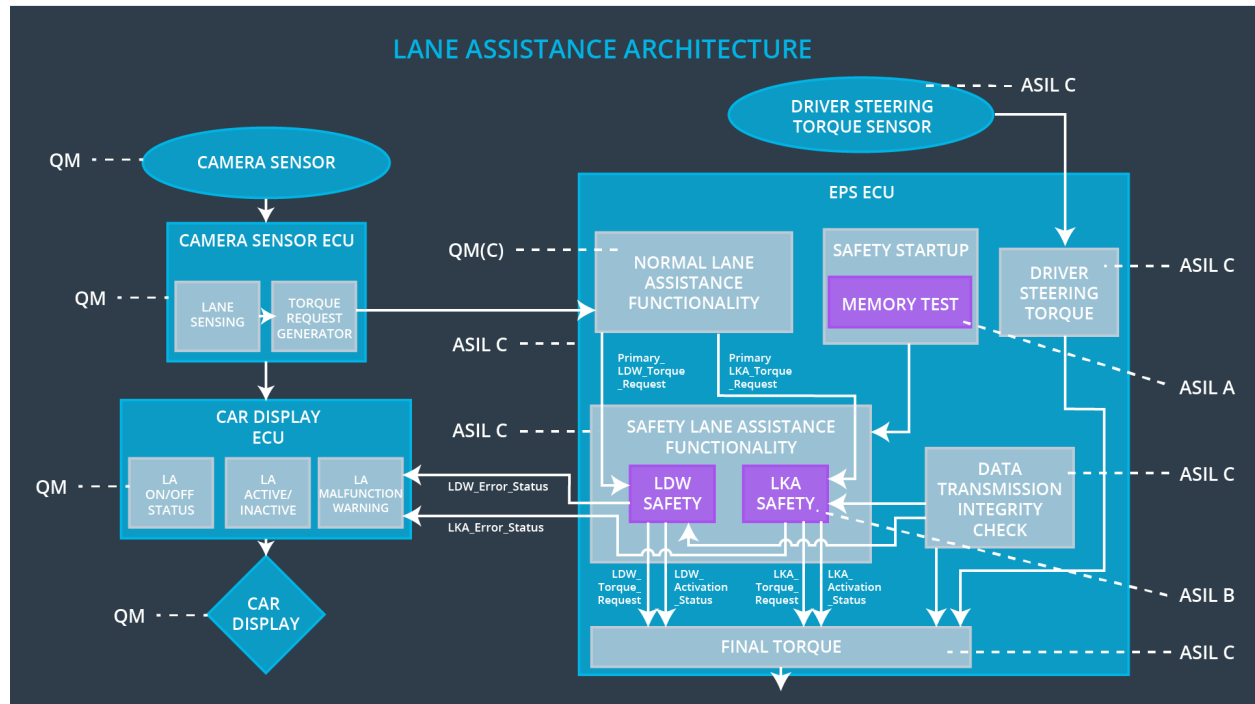 LANE ASSISTANCE ARCHITECTURE
ASIL C
DRIVER STEERING
TORQUE SENSOR
QM
CAMERA SENSOR
EPS ECU
CAMERA SENSOR ECU
QM(C)
NORMAL LANE
ASSISTANCE
FUNCTIONALITY
SAFETY STARTUP
MEMORY TEST
DRIVER
STEERING
TORQUE
ASIL C
QM
LANE
SENSING
TORQUE
REQUEST
GENERATOR
ASIL C
Primary_
LDW_Torque
_Request
Primary
LKA_Torque
_Request
ASIL A
CAR DISPLAY
ECU
ASIL C
SAFETY LANE ASSISTANCE
FUNCTIONALITY
QM
LA
ON/OFF
STATUS
LA
ACTIVE/
INACTIVE
LA
MALFUNCTION
WARNING
LDW_Error_Status
LKA_Error_Status
LDW
SAFETY
LKA
SAFETY
DATA
TRANSMISSION
INTEGRITY
CHECK
ASIL C
LDW_
Torque_
Request
LDW_
Activation
_Status
LKA_
Torque_
Request
LKA_
Activation
_Status
ASIL B
QM
CAR
DISPLAY
FINAL TORQUE
ASIL C